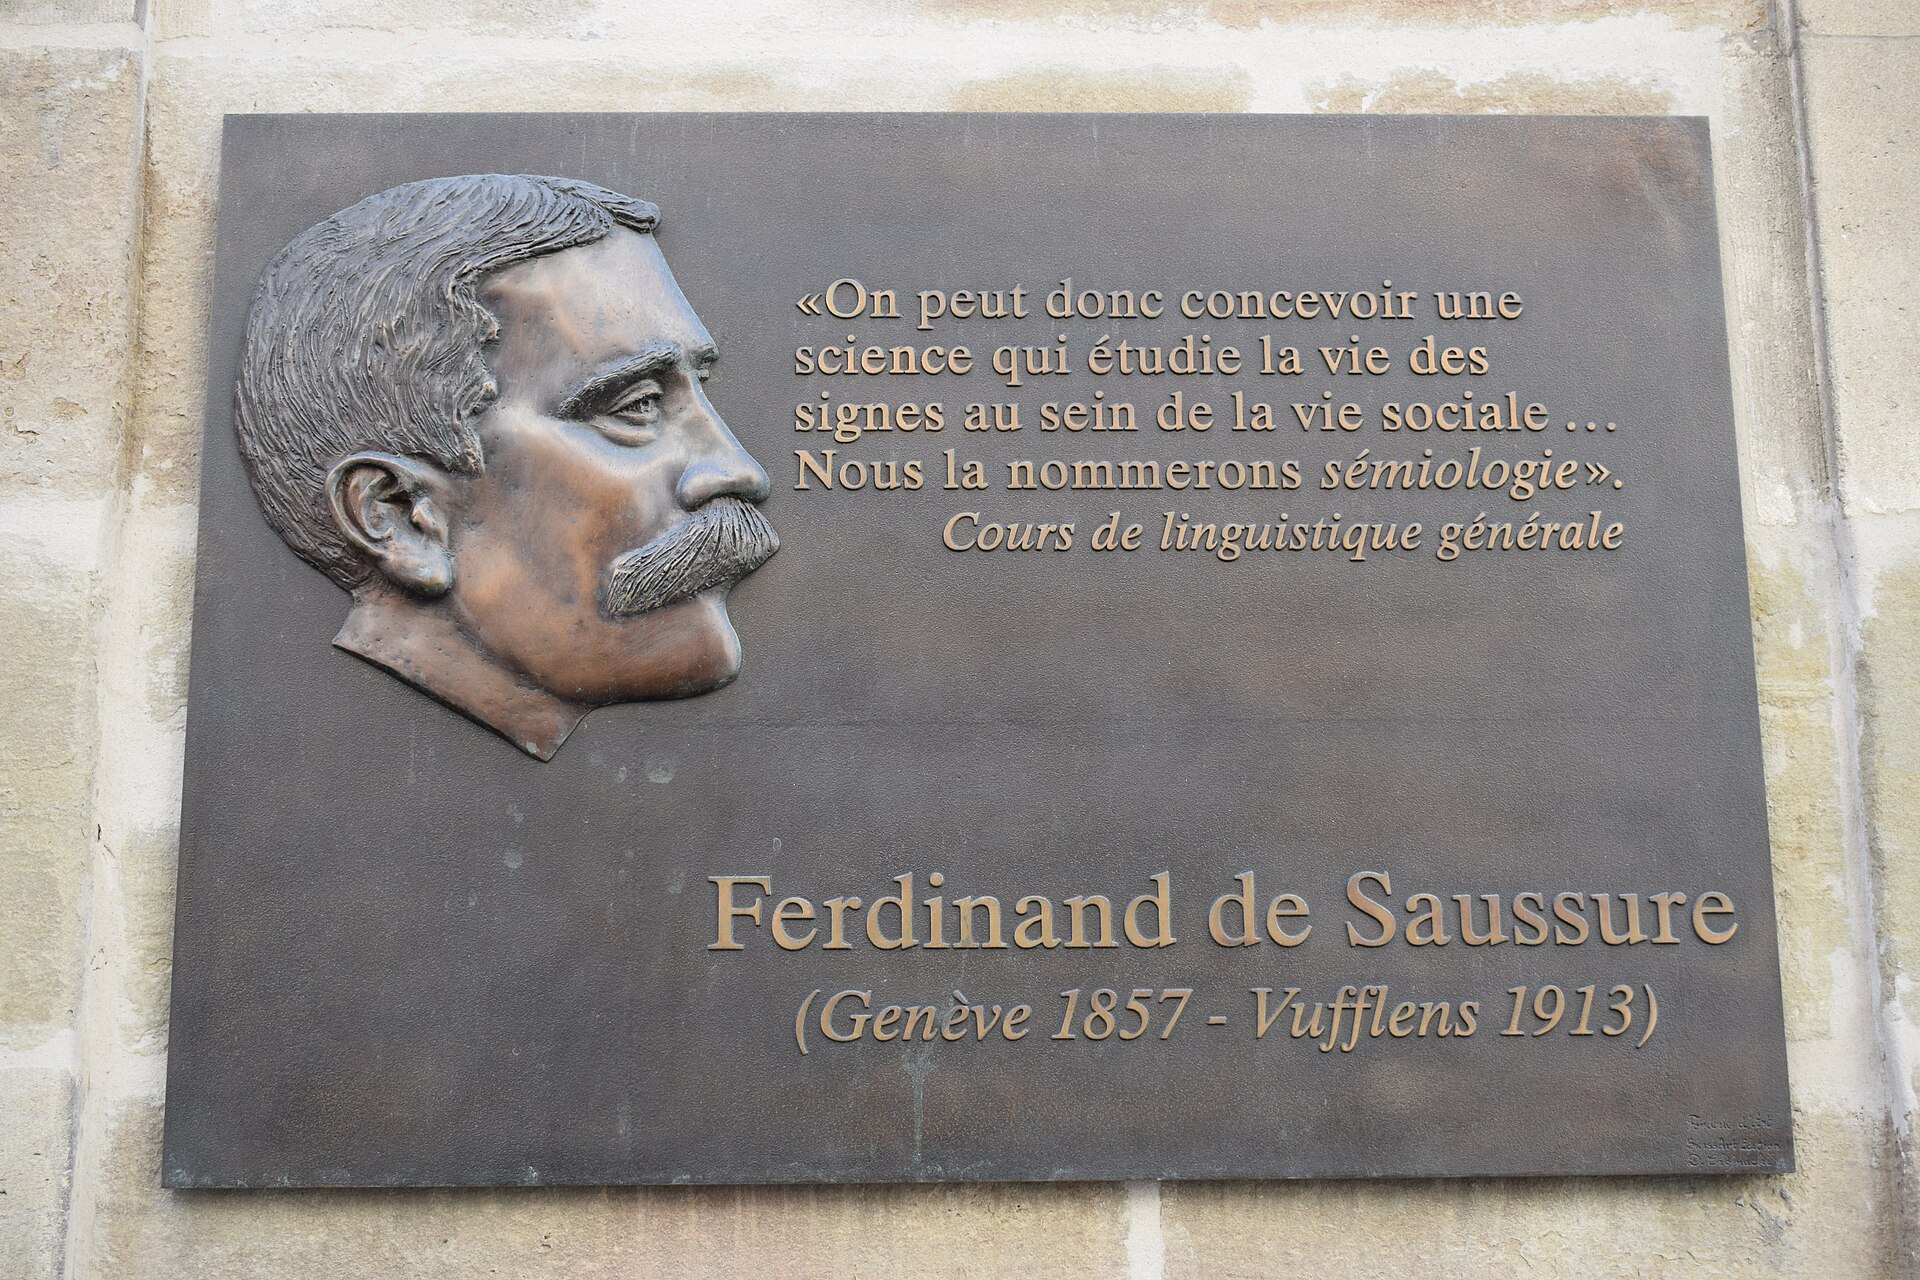 «On peut donc concevoir une
science qui étudie la vie des
signes au sein de la vie sociale ...
Nous la nommerons sémiologie».
Cours de linguistique générale
Ferdinand de Saussure
(Genève 1857 - Vufflens 1913)